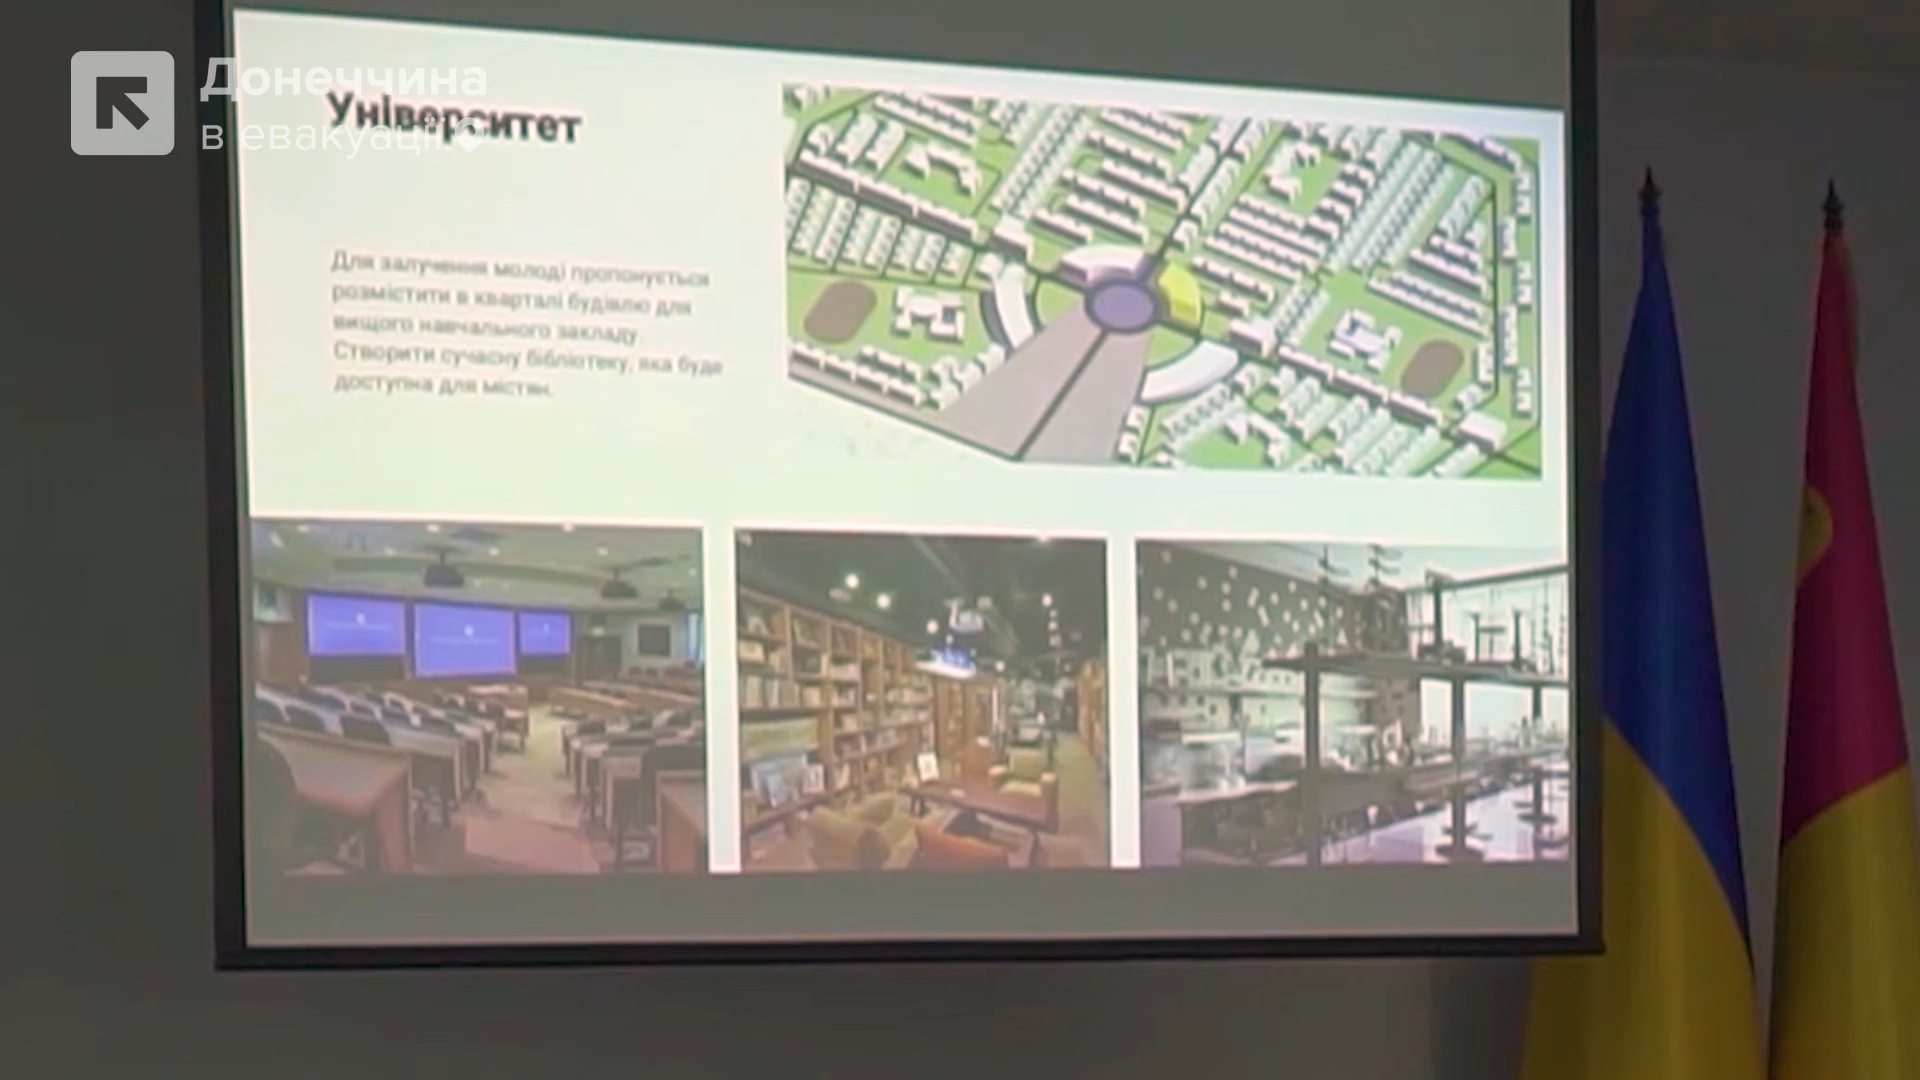 Донеччина
в евакуації
Університет
Для залучення молоді пропонується
розмістити в кварталі будівлю для
вищого навчального закладу.
Створити сучасну бібліотеку, яка буде
доступна для містян.